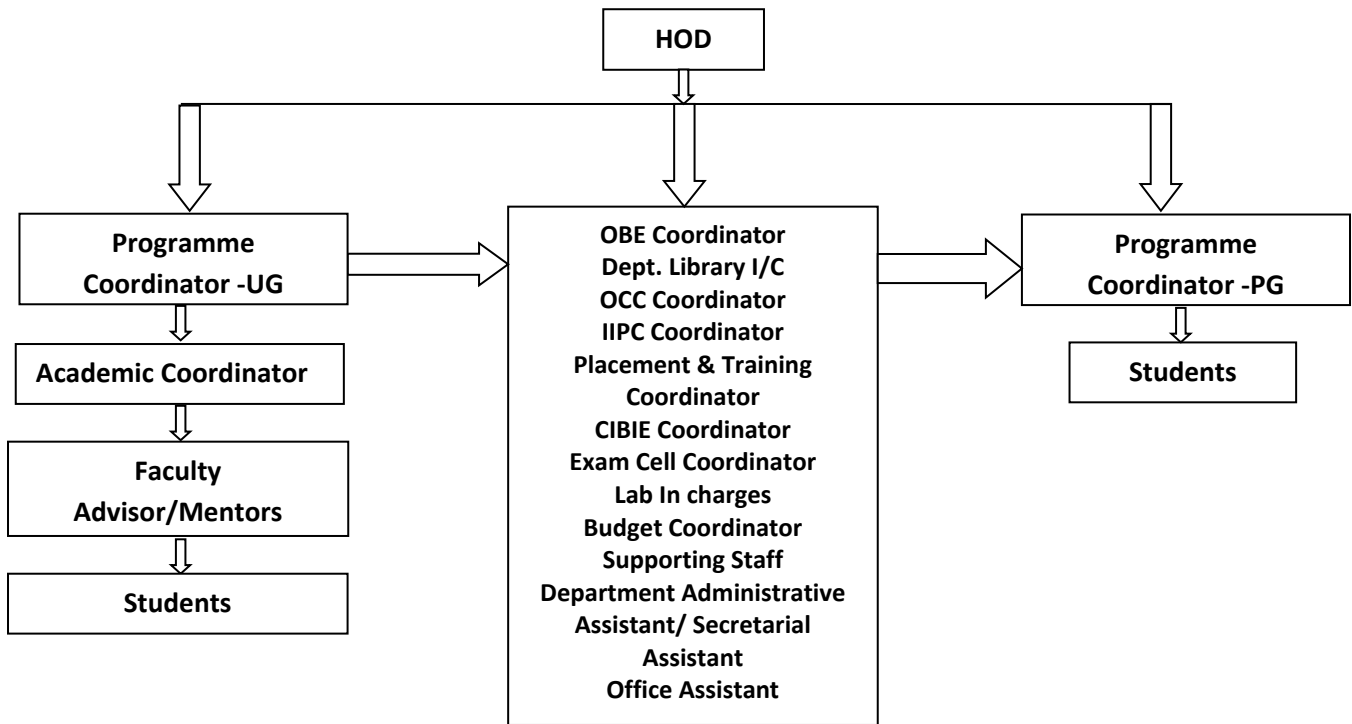 HOD
Programme
Coordinator -UG
Academic Coordinator
Faculty
Advisor/Mentors
Students
OBE Coordinator
Dept. Library I/C
OCC Coordinator
IIPC Coordinator
Placement & Training
Coordinator
CIBIE Coordinator
Exam Cell Coordinator
Lab In charges
Budget Coordinator
Supporting Staff
Department Administrative
Assistant/ Secretarial
Assistant
Office Assistant
Programme
Coordinator -PG
Students